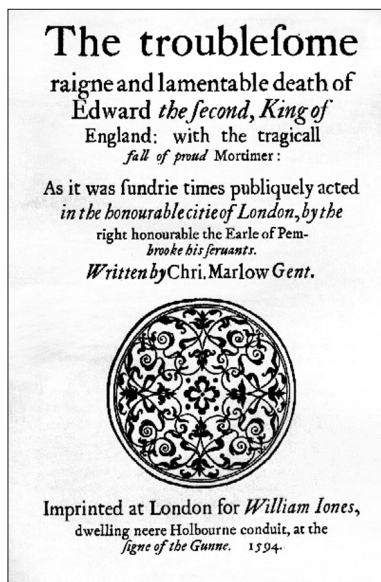 The troubleſome
raigne and lamentable death of
Edward the ſecond, King of
England: with the tragicall
fall of proud Mortimer:
As it was ſundrie times publiquely acted
in the honourable citie of London, by the
right honourable the Earle of Pem-
brooke his ſeruants.
Written by Chri. Marlow Gent.
Imprinted at London for William Iones,
dwelling neere Holbourne conduit, at the
ſigne of the Gunne. 1594.